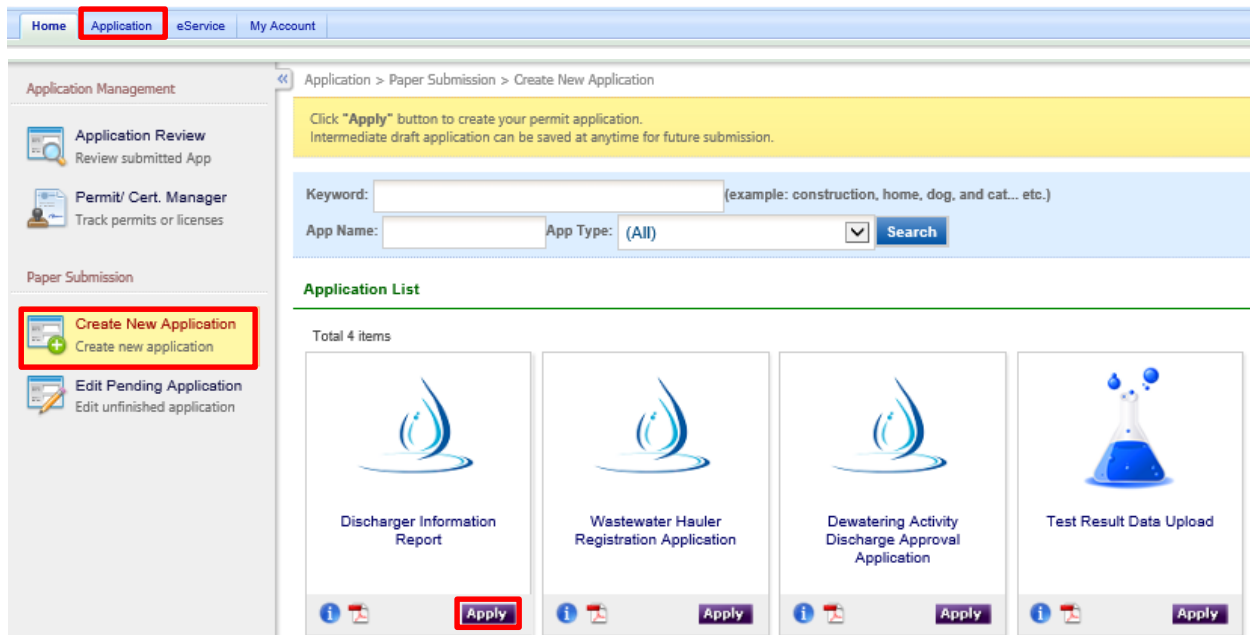 Home Application eService My Account
Application Management
Application Review
Review submitted App
Permit/ Cert. Manager
Track permits or licenses
Paper Submission
Create New Application
Create new application
Edit Pending Application
Edit unfinished application
Application > Paper Submission > Create New Application
Click "Apply" button to create your permit application.
Intermediate draft application can be saved at anytime for future submission.
Keyword: (example: construction, home, dog, and cat... etc.)
App Name: App Type: (All) Search
Application List
Total 4 items
Discharger Information
Report
Apply
Wastewater Hauler
Registration Application
Apply
Dewatering Activity
Discharge Approval
Application
Apply
Test Result Data Upload
Apply